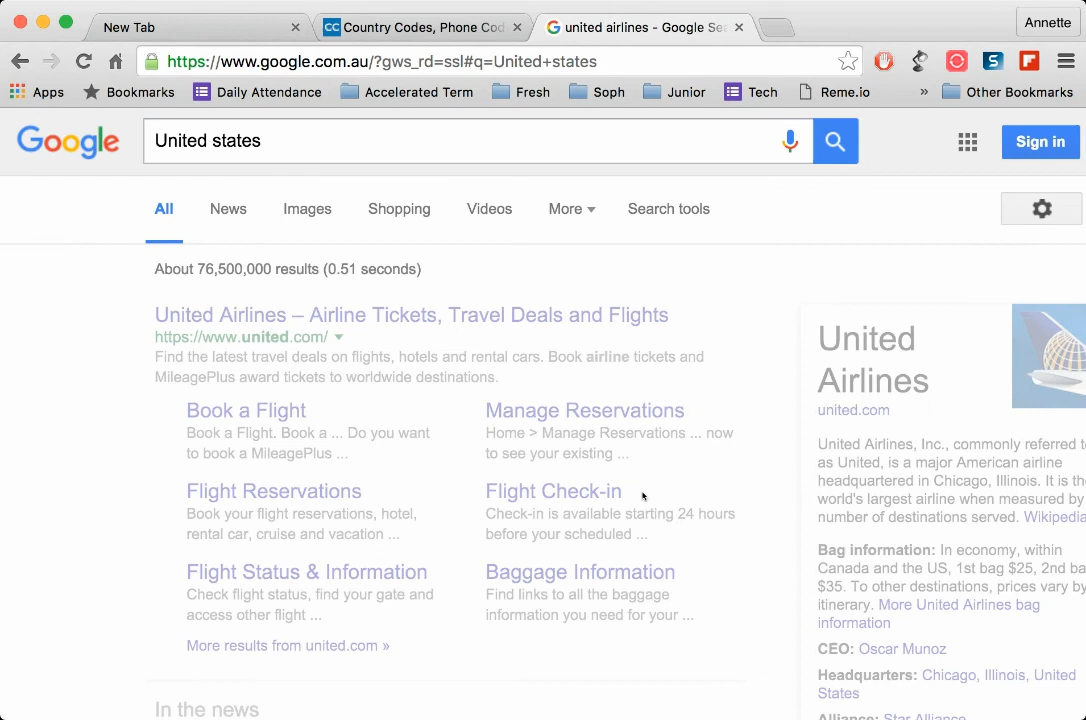 New Tab
Country Codes, Phone Cod
united airlines - Google Se
Annette
https://www.google.com.au/?gws_rd=ssl#q=United+states
Apps
Bookmarks
Daily Attendance
Accelerated Term
Fresh
Soph
Junior
Tech
Reme.io
»
Other Bookmarks
Google
United states
Sign in
All
News
Images
Shopping
Videos
More
Search tools
About 76,500,000 results (0.51 seconds)
United Airlines – Airline Tickets, Travel Deals and Flights
https://www.united.com/
Find the latest travel deals on flights, hotels and rental cars. Book airline tickets and
MileagePlus award tickets to worldwide destinations.
Book a Flight
Book a Flight. Book a ... Do you want
to book a MileagePlus ...
Manage Reservations
Home > Manage Reservations ... now
to see your existing ...
Flight Reservations
Book your flight reservations, hotel,
rental car, cruise and vacation ...
Flight Check-in
Check-in is available starting 24 hours
before your scheduled ...
Flight Status & Information
Check flight status, find your gate and
access other flight ...
Baggage Information
Find links to all the baggage
information you need for your ...
More results from united.com »
In the news
United
Airlines
united.com
United Airlines, Inc., commonly referred t
as United, is a major American airline
headquartered in Chicago, Illinois. It is the
world's largest airline when measured by
number of destinations served. Wikipedia
Bag information: In economy, within
Canada and the US, 1st bag $25, 2nd ba
$35. To other destinations, prices vary by
itinerary. More United Airlines bag
information
CEO: Oscar Munoz
Headquarters: Chicago, Illinois, United
States
Alliance: Star Alliance